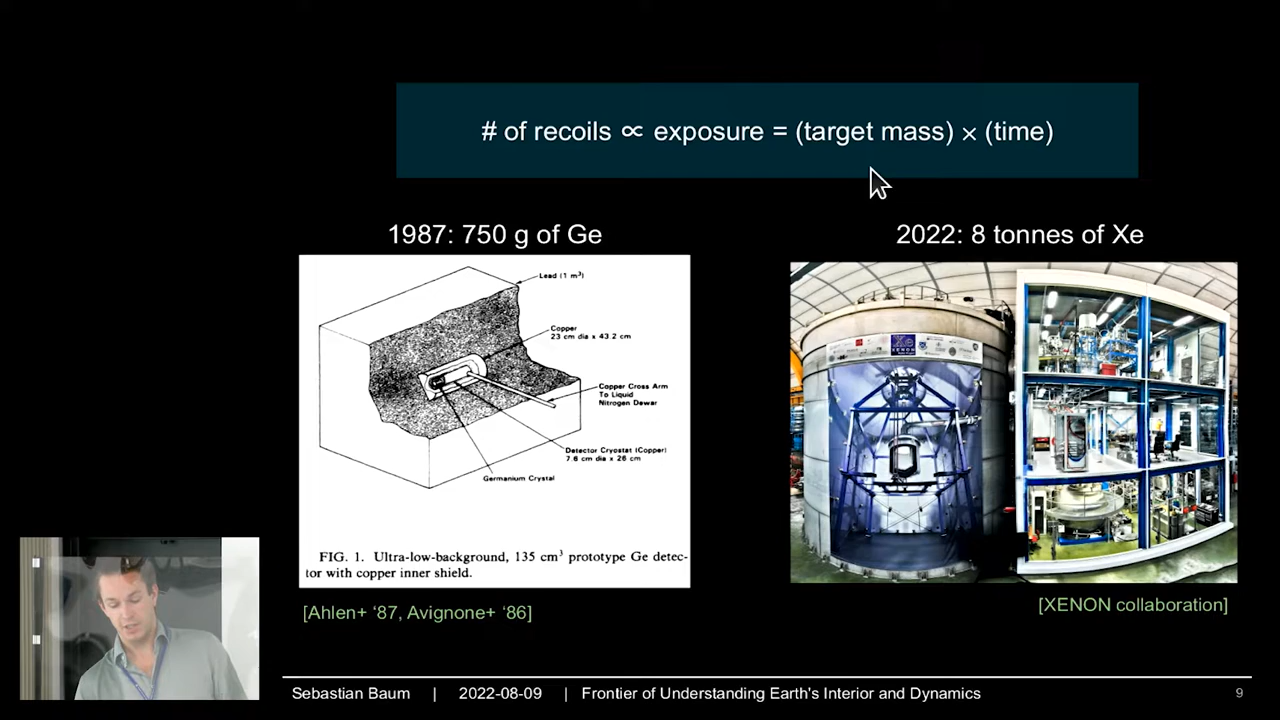 # of recoils ∝ exposure = (target mass) × (time)
1987: 750 g of Ge
2022: 8 tonnes of Xe
Lead (1 m³)
Copper
23 cm dia x 43.2 cm
Copper Cross Arm
To Liquid
Nitrogen Dewar
Detector Cryostat (Copper)
7.6 cm dia x 26 cm
Germanium Crystal
FIG. 1. Ultra-low-background, 135 cm³ prototype Ge detec-
tor with copper inner shield.
XENON
[Ahlen+ ‘87, Avignone+ ‘86]
[XENON collaboration]
Sebastian Baum | 2022-08-09 | Frontier of Understanding Earth's Interior and Dynamics
9